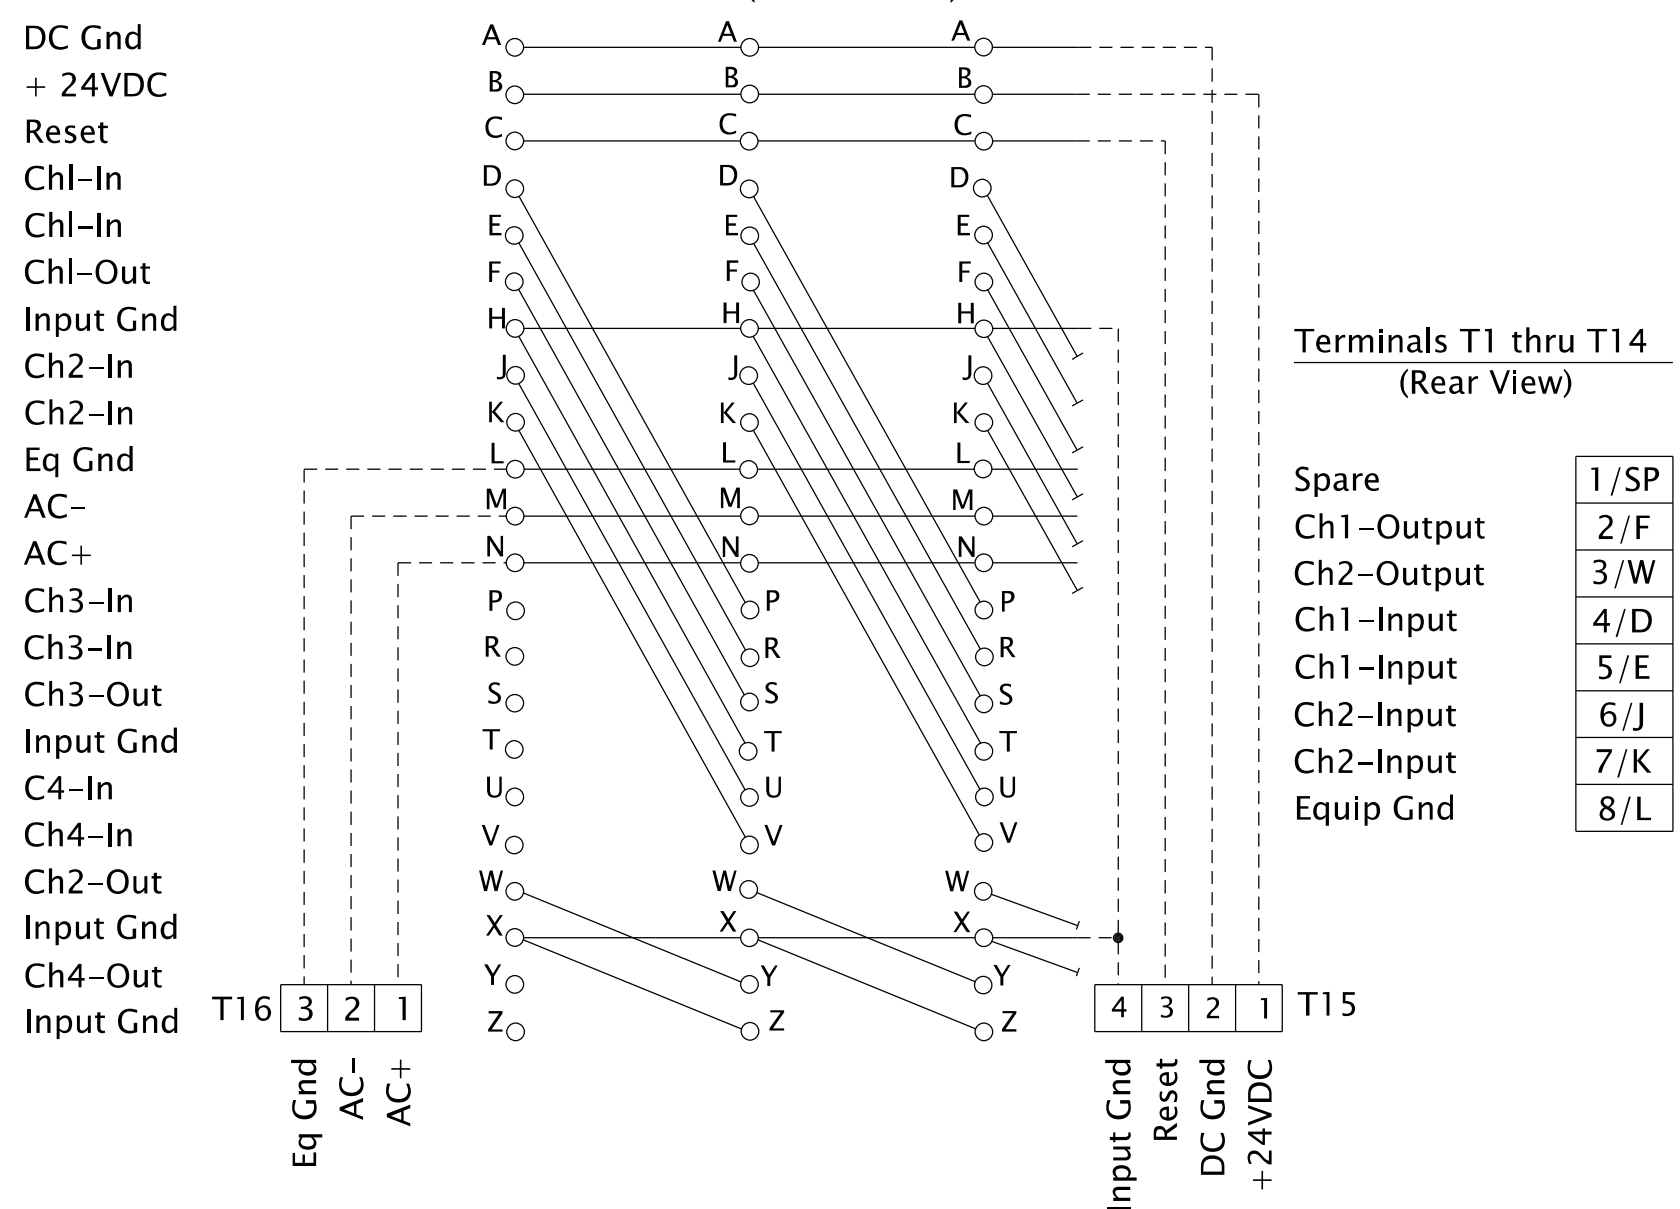 DC Gnd A A A
+ 24VDC B B B
Reset C C C
Chl-In D D D
Chl-In E E E
Chl-Out F F F
Input Gnd H H H
Ch2-In J J J
Ch2-In K K K
Eq Gnd L L L
AC- M M M
AC+ N N N
Ch3-In P P P
Ch3-In R R R
Ch3-Out S S S
Input Gnd T T T
C4-In U U U
Ch4-In V V V
Ch2-Out W W W
Input Gnd X X X
Ch4-Out Y Y Y
Input Gnd Z Z Z
T16 3 2 1
Eq Gnd
AC-
AC+
4 3 2 1 T15
Input Gnd
Reset
DC Gnd
+24VDC
Terminals T1 thru T14
(Rear View)
Spare 1/SP
Ch1-Output 2/F
Ch2-Output 3/W
Ch1-Input 4/D
Ch1-Input 5/E
Ch2-Input 6/J
Ch2-Input 7/K
Equip Gnd 8/L